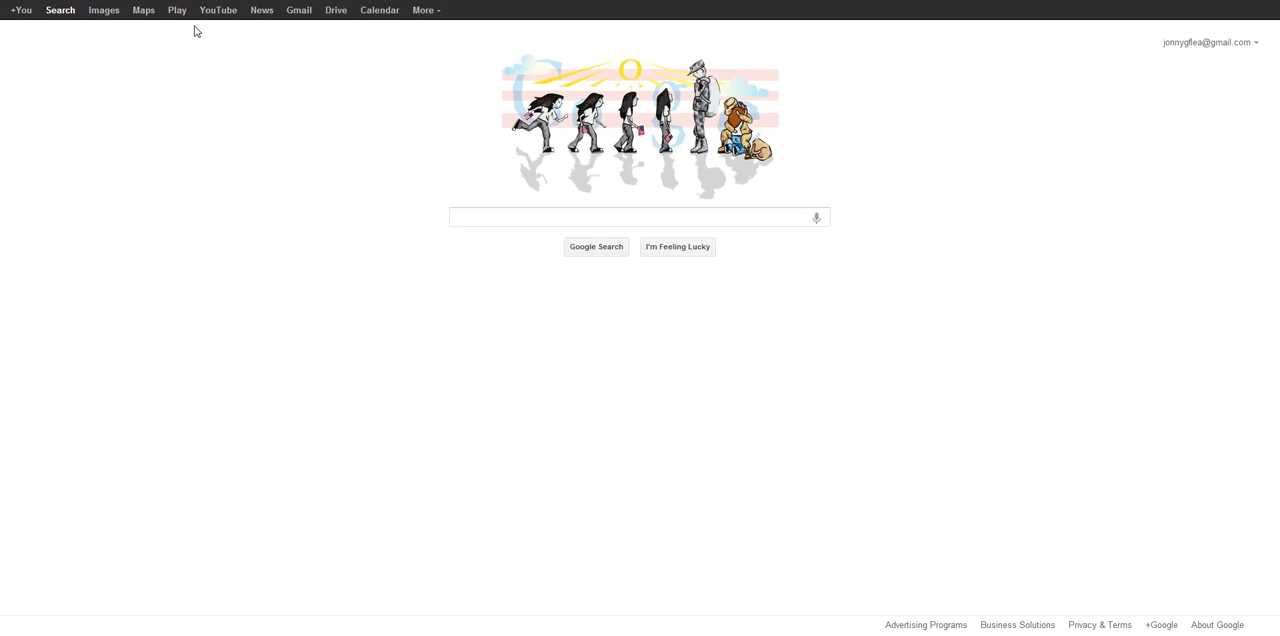 +You Search Images Maps Play YouTube News Gmail Drive Calendar More
jonnygflea@gmail.com
Google
Google Search I'm Feeling Lucky
Advertising Programs Business Solutions Privacy & Terms +Google About Google